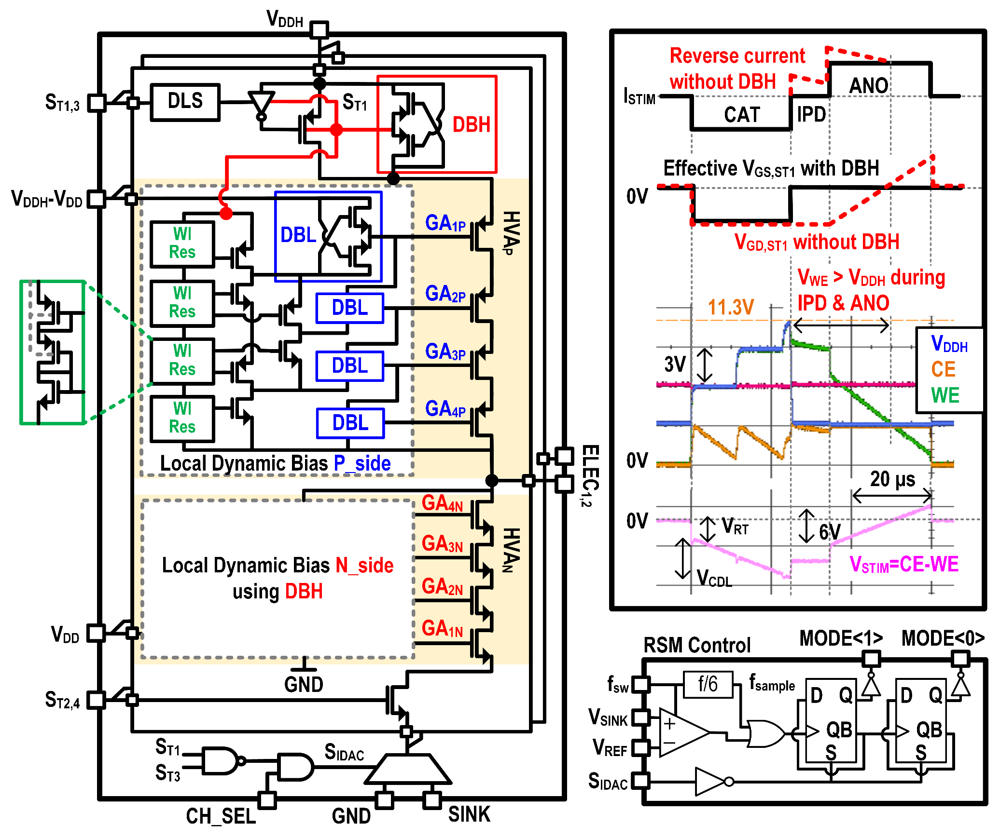 VDDH
ST1,3
DLS
ST1
DBH
VDDH-VDD
WI
Res
DBL
GA1P
HVAP
WI
Res
DBL
GA2P
WI
Res
DBL
GA3P
WI
Res
DBL
GA4P
Local Dynamic Bias P_side
ELEC1,2
GA4N
HVAN
GA3N
Local Dynamic Bias N_side
using DBH
GA2N
GA1N
VDD
GND
ST2,4
ST1
ST3
SIDAC
CH_SEL
GND
SINK
Reverse current
without DBH
ISTIM
ANO
CAT
IPD
Effective VGS,ST1 with DBH
0V
VGD,ST1 without DBH
VWE > VDDH during
IPD & ANO
11.3V
VDDH
3V
CE
WE
0V
20 µs
0V
VRT
6V
VSTIM=CE-WE
VCDL
RSM Control
MODE<1>
MODE<0>
fsw
f/6
fsample
D
Q
D
Q
VSINK
+
QB
QB
VREF
−
S
S
SIDAC